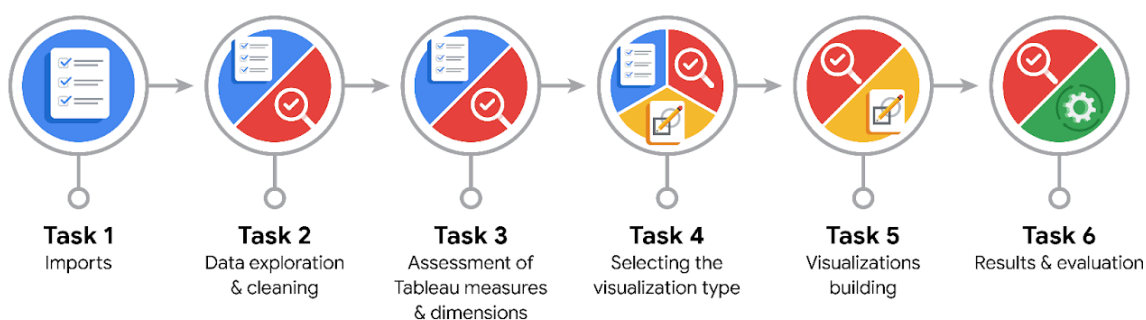 Task 1
Imports
Task 2
Data exploration
& cleaning
Task 3
Assessment of
Tableau measures
& dimensions
Task 4
Selecting the
visualization type
Task 5
Visualizations
building
Task 6
Results & evaluation